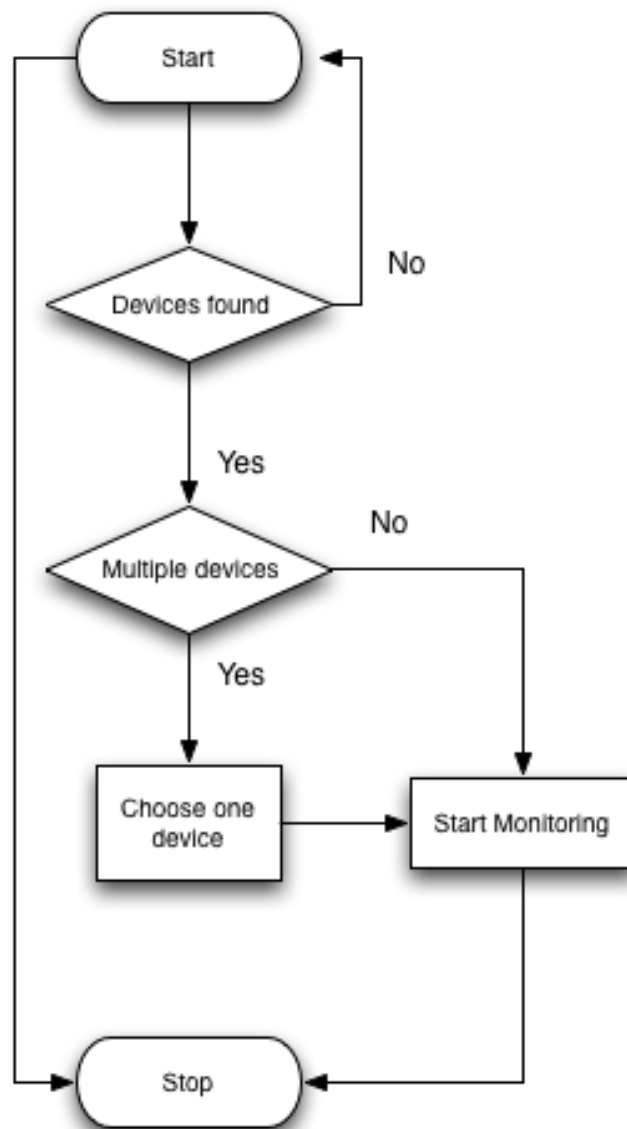 Start
No
Devices found
Yes
No
Multiple devices
Yes
Choose one
device
Start Monitoring
Stop